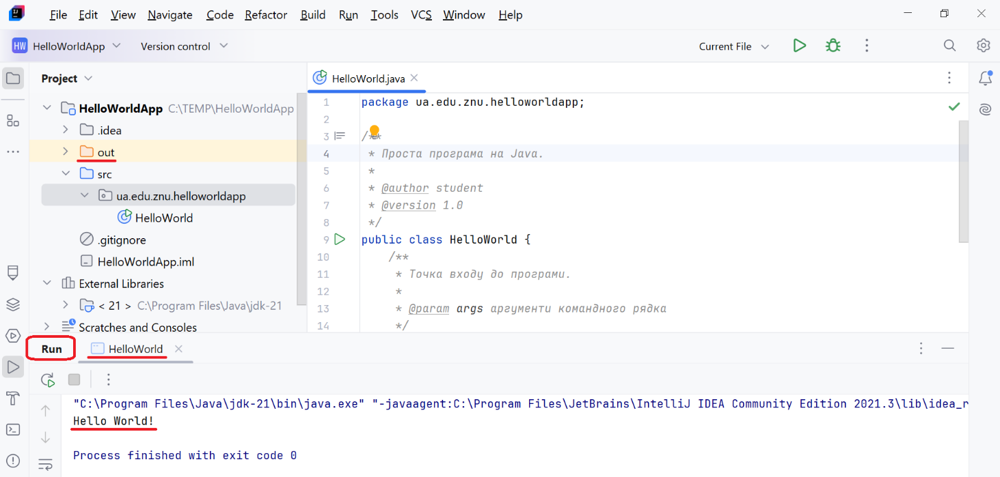 File Edit View Navigate Code Refactor Build Run Tools VCS Window Help
HW HelloWorldApp Version control Current File
Project
HelloWorldApp C:\TEMP\HelloWorldApp
.idea
out
src
ua.edu.znu.helloworldapp
HelloWorld
.gitignore
HelloWorldApp.iml
External Libraries
< 21 > C:\Program Files\Java\jdk-21
Scratches and Consoles
HelloWorld.java
1 package ua.edu.znu.helloworldapp;
2
3 /**
4 * Проста програма на Java.
5 *
6 * @author student
7 * @version 1.0
8 */
9 public class HelloWorld {
10 /**
11 * Точка входу до програми.
12 *
13 * @param args аргументи командного рядка
14 */
Run HelloWorld
"C:\Program Files\Java\jdk-21\bin\java.exe" "-javaagent:C:\Program Files\JetBrains\IntelliJ IDEA Community Edition 2021.3\lib\idea_r
Hello World!
Process finished with exit code 0